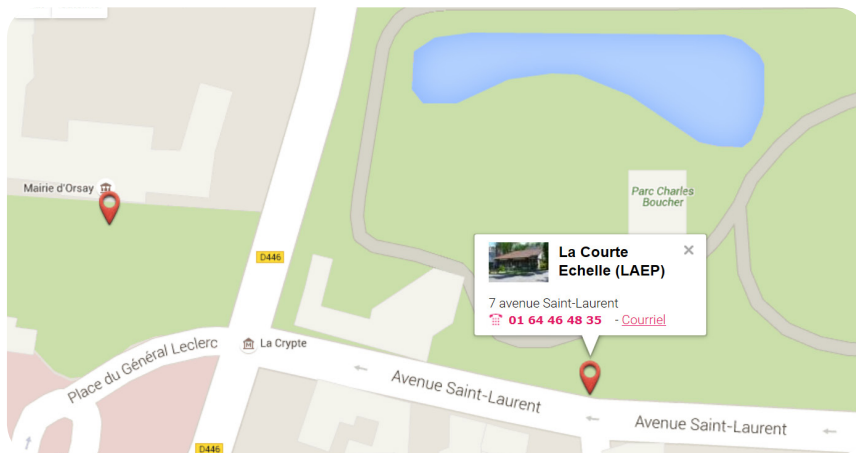 Mairie d'Orsay
Parc Charles
Boucher
La Courte
Echelle (LAEP)
×
7 avenue Saint-Laurent
01 64 46 48 35 - Courriel
D446
La Crypte
Place du Général Leclerc
Avenue Saint-Laurent
Avenue Saint-Laurent
D446